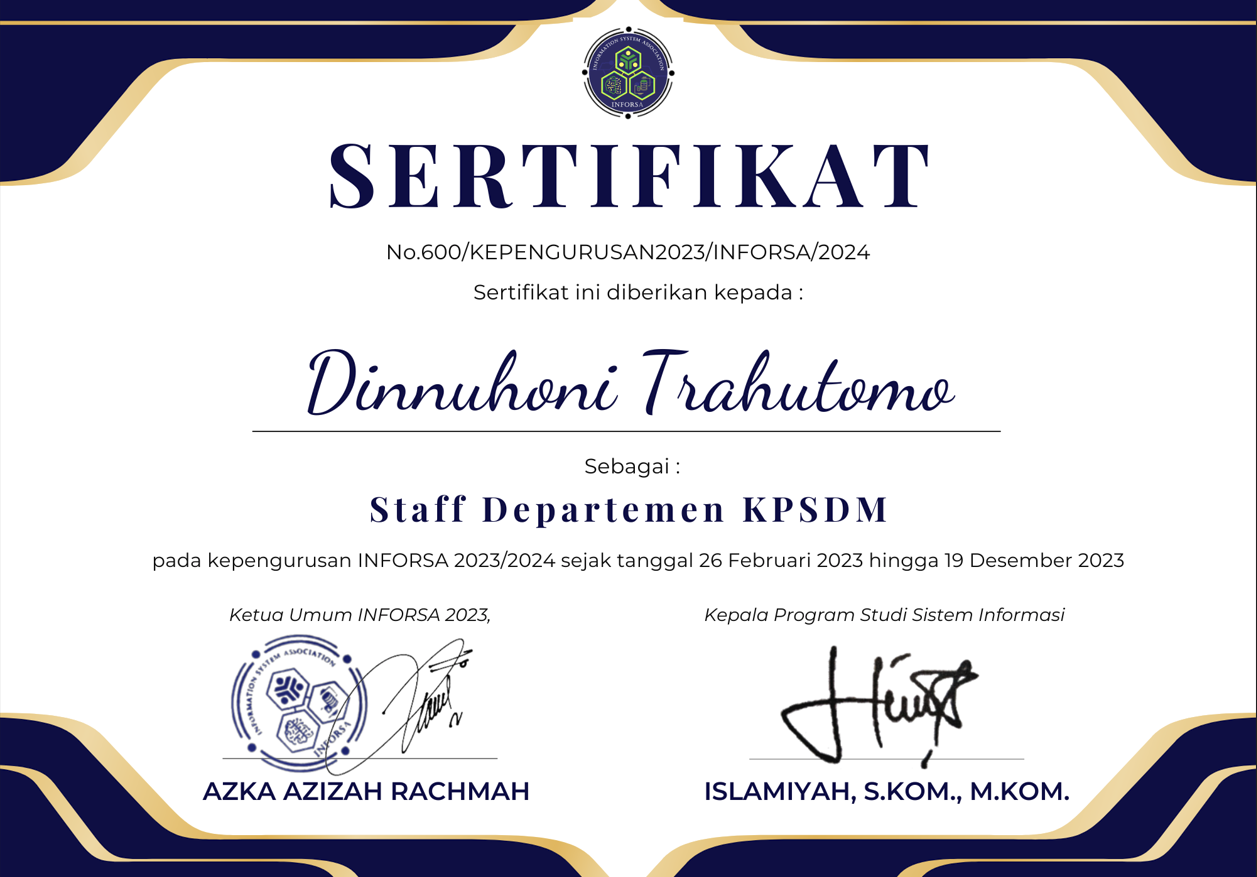 INFORMATION SYSTEM ASSOCIATION
INFORSA
SERTIFIKAT
No.600/KEPENGURUSAN2023/INFORSA/2024
Sertifikat ini diberikan kepada :
Dinnuhoni Trahutomo
Sebagai :
Staff Departemen KPSDM
pada kepengurusan INFORSA 2023/2024 sejak tanggal 26 Februari 2023 hingga 19 Desember 2023
Ketua Umum INFORSA 2023,
Kepala Program Studi Sistem Informasi
INFORMATION SYSTEM ASSOCIATION
INFORSA
AZKA AZIZAH RACHMAH
ISLAMIYAH, S.KOM., M.KOM.